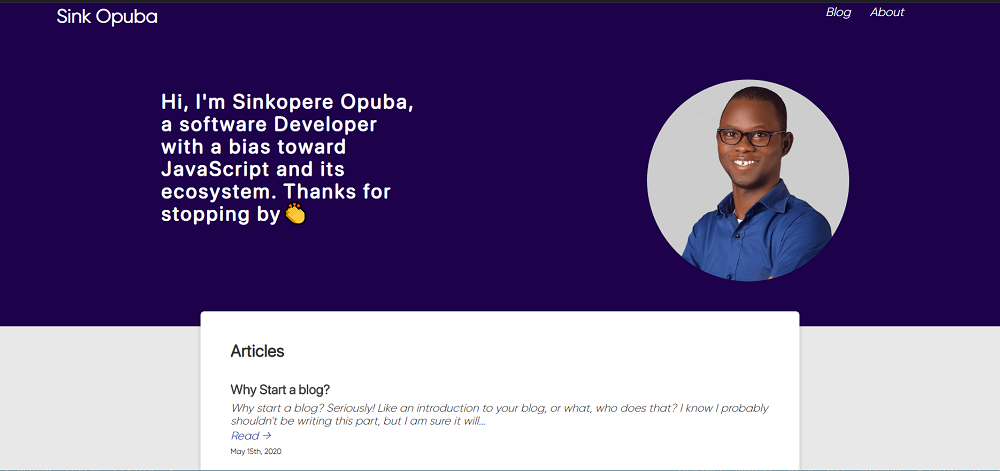 Sink Opuba
Blog
About
Hi, I'm Sinkopere Opuba,
a software Developer
with a bias toward
JavaScript and its
ecosystem. Thanks for
stopping by👏
Articles
Why Start a blog?
Why start a blog? Seriously! Like an introduction to your blog, or what, who does that? I know I probably
shouldn't be writing this part, but I am sure it will...
Read →
May 15th, 2020